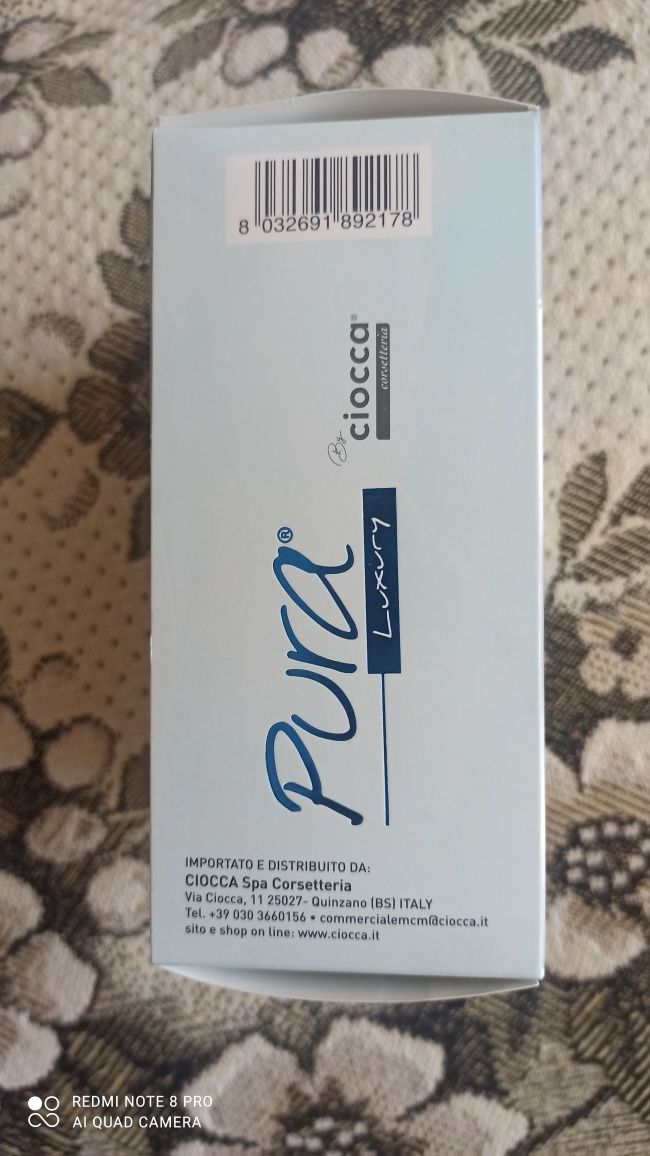 8 032691 892178
By ciocca®
corsetteria
Pura®
Luxury
IMPORTATO E DISTRIBUITO DA:
CIOCCA Spa Corsetteria
Via Ciocca, 11 25027- Quinzano (BS) ITALY
Tel. +39 030 3660156 • commercialemcm@ciocca.it
sito e shop on line: www.ciocca.it
REDMI NOTE 8 PRO
AI QUAD CAMERA